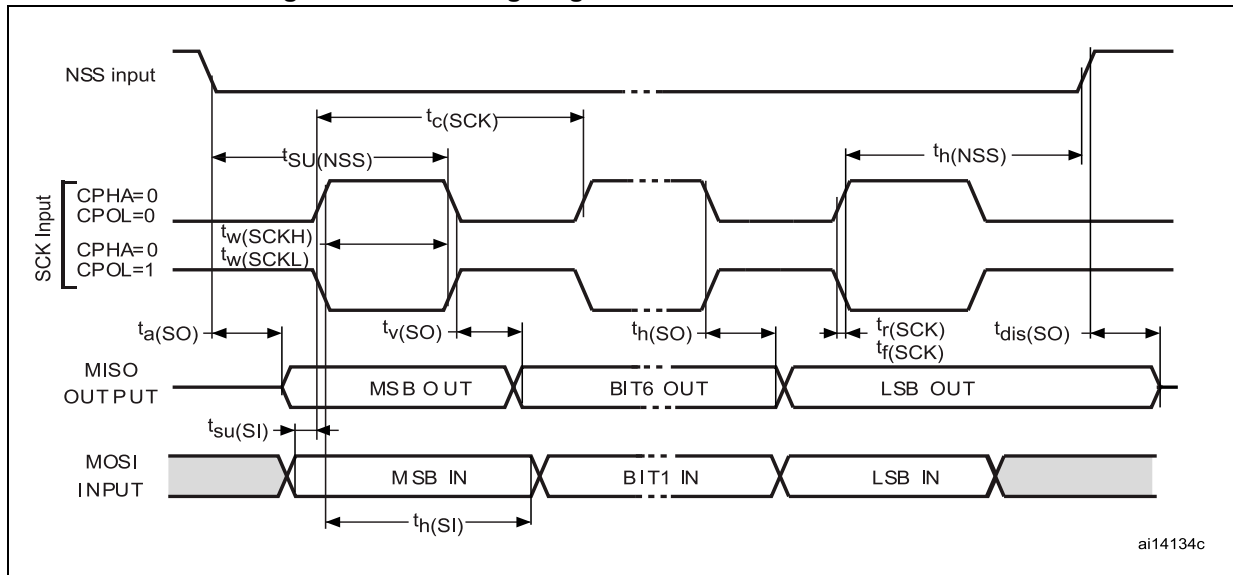 NSS input
tc(SCK)
tSU(NSS)
th(NSS)
SCK Input
CPHA=0
CPOL=0
tw(SCKH)
CPHA=0
tw(SCKL)
CPOL=1
ta(SO)
tv(SO)
th(SO)
tr(SCK)
tf(SCK)
tdis(SO)
MISO
OUTPUT
MSB OUT
BIT6 OUT
LSB OUT
tsu(SI)
MOSI
INPUT
MSB IN
BIT1 IN
LSB IN
th(SI)
ai14134c